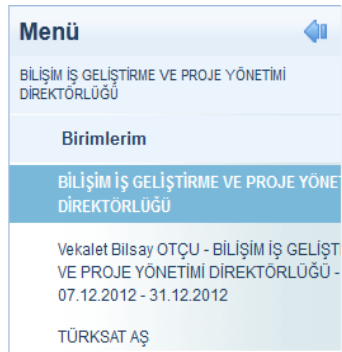 Menü
BİLİŞİM İŞ GELİŞTİRME VE PROJE YÖNETİMİ
DİREKTÖRLÜĞÜ
Birimlerim
BİLİŞİM İŞ GELİŞTİRME VE PROJE YÖNE
DİREKTÖRLÜĞÜ
Vekalet Bilsay OTÇU - BİLİŞİM İŞ GELİŞT
VE PROJE YÖNETİMİ DİREKTÖRLÜĞÜ -
07.12.2012 - 31.12.2012
TÜRKSAT AŞ